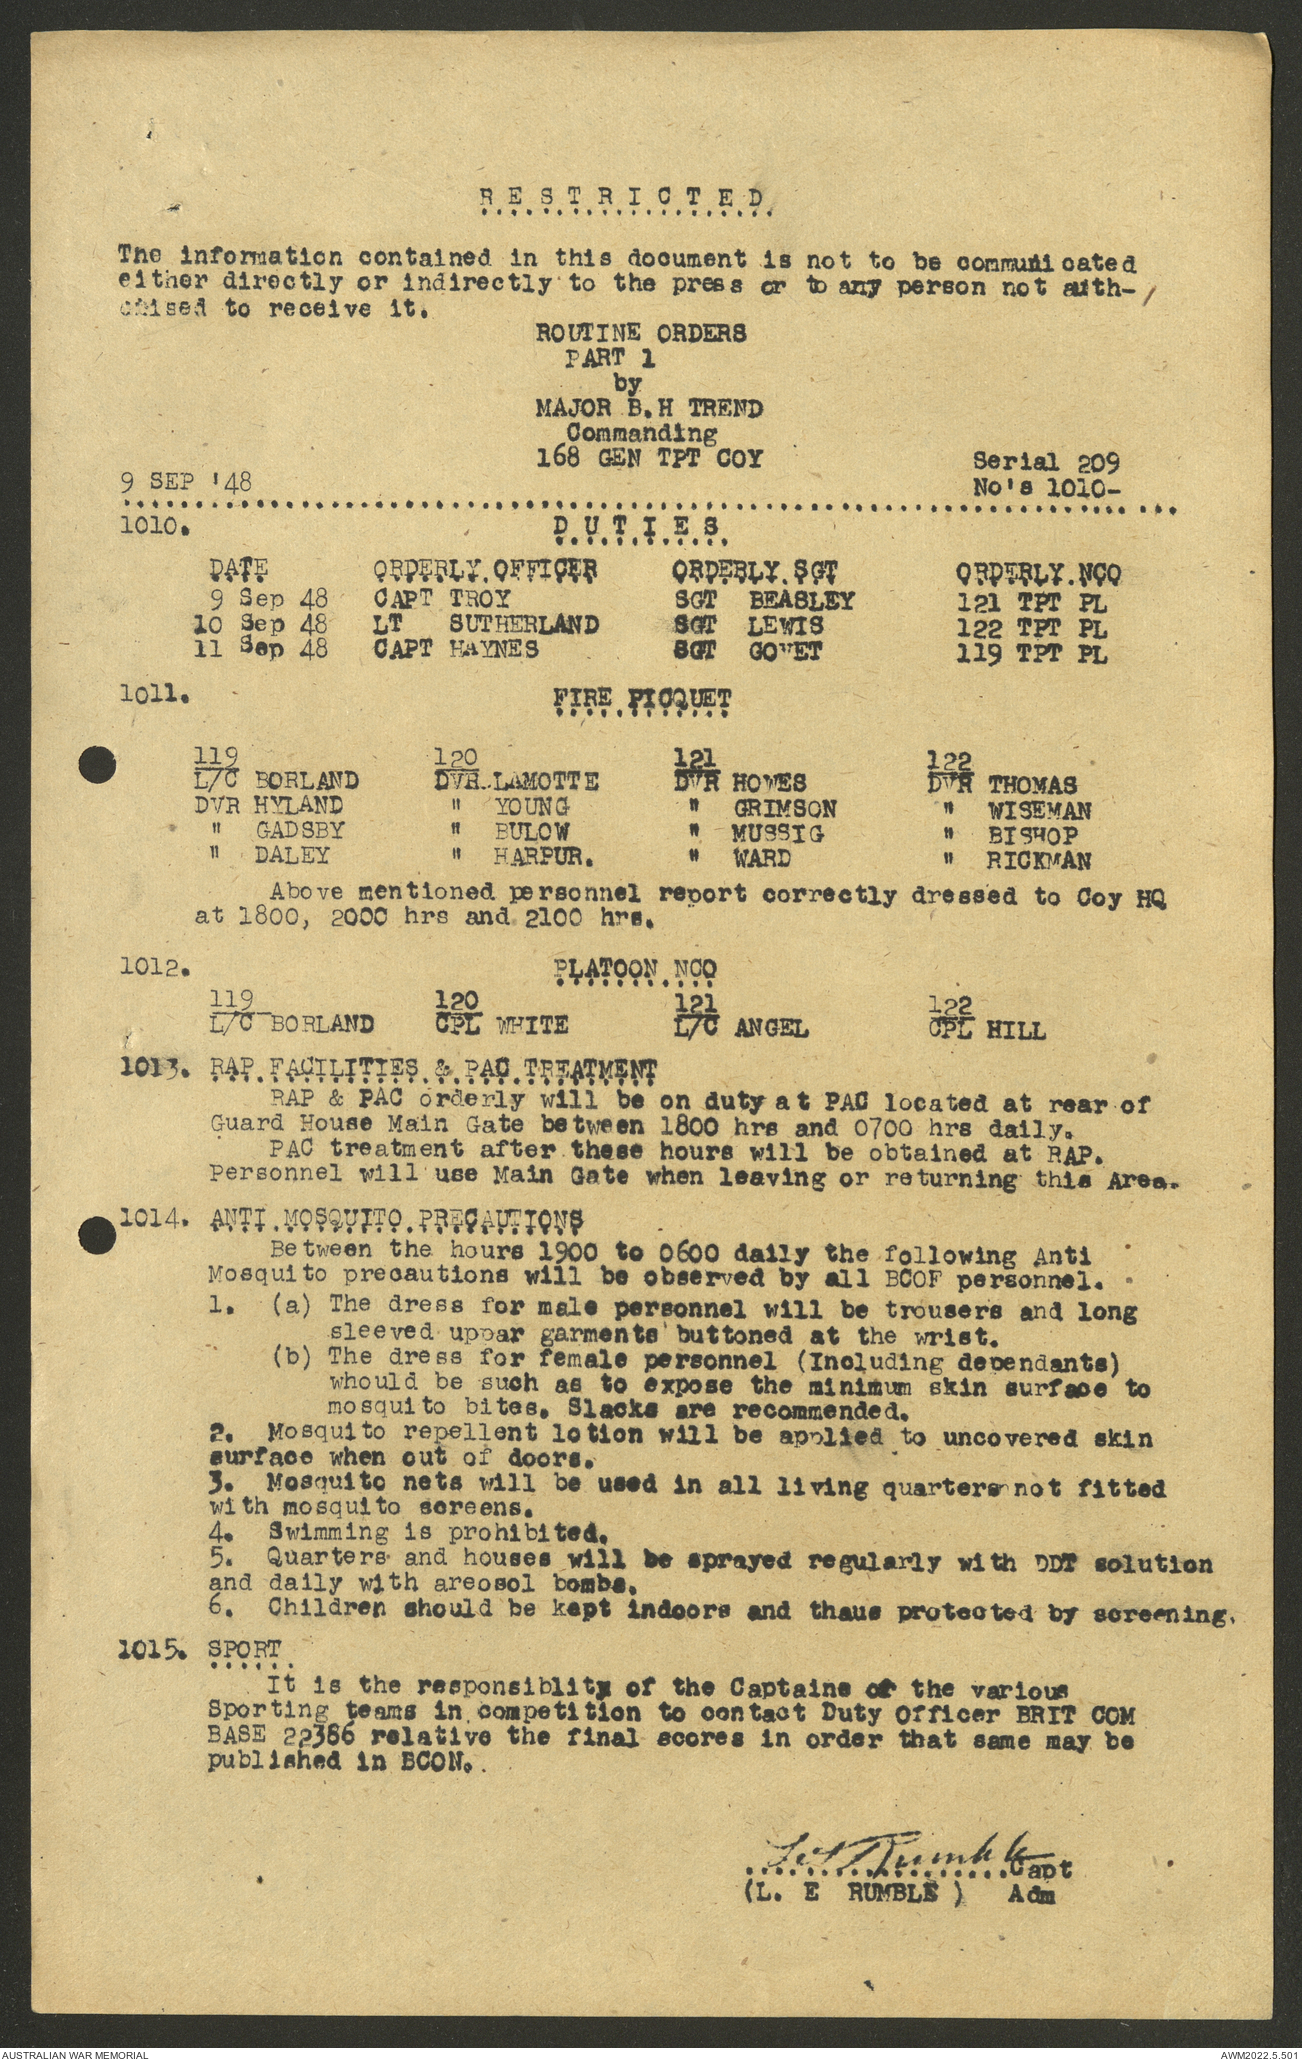 RESTRICTED
The information contained in this document is not to be communicated
either directly or indirectly to the press or to any person not auth-
orised to receive it.
ROUTINE ORDERS
PART 1
by
MAJOR B.H TREND
Commanding
168 GEN TPT COY
Serial 209
9 SEP '48
No's 1010-
1010. DUTIES
DATE ORDERLY.OFFICER ORDERLY.SGT ORDERLY.NCO
9 Sep 48 CAPT TROY SGT BEASLEY 121 TPT PL
10 Sep 48 LT SUTHERLAND SGT LEWIS 122 TPT PL
11 Sep 48 CAPT HAYNES SGT GOVET 119 TPT PL
1011. FIRE PICQUET
119 120 121 122
L/C BORLAND DVR LAMOTTE DVR HOWES DVR THOMAS
DVR HYLAND " YOUNG " GRIMSON " WISEMAN
" GADSBY " BULOW " MUSSIG " BISHOP
" DALEY " HARPUR. " WARD " RICKMAN
Above mentioned personnel report correctly dressed to Coy HQ
at 1800, 2000 hrs and 2100 hrs.
1012. PLATOON NCO
119 120 121 122
L/C BORLAND CPL WHITE L/C ANGEL CPL HILL
1013. RAP FACILITIES & PAC TREATMENT
RAP & PAC orderly will be on duty at PAC located at rear of
Guard House Main Gate between 1800 hrs and 0700 hrs daily.
PAC treatment after these hours will be obtained at RAP.
Personnel will use Main Gate when leaving or returning this Area.
1014. ANTI MOSQUITO PRECAUTIONS
Between the hours 1900 to 0600 daily the following Anti
Mosquito precautions will be observed by all BCOF personnel.
1. (a) The dress for male personnel will be trousers and long
sleeved uppar garments buttoned at the wrist.
(b) The dress for female personnel (Including dependants)
whould be such as to expose the minimum skin surface to
mosquito bites. Slacks are recommended.
2. Mosquito repellent lotion will be applied to uncovered skin
surface when out of doors.
3. Mosquito nets will be used in all living quarters not fitted
with mosquito screens.
4. Swimming is prohibited.
5. Quarters and houses will be sprayed regularly with DDT solution
and daily with areosol bombs.
6. Children should be kept indoors and thaus protected by screening.
1015. SPORT
It is the responsiblity of the Captains of the various
Sporting teams in competition to contact Duty Officer BRIT COM
BASE 22386 relative the final scores in order that same may be
published in BCON.
Capt
(L. E RUMBLE ) Adm
AUSTRALIAN WAR MEMORIAL AWM2022.5.501